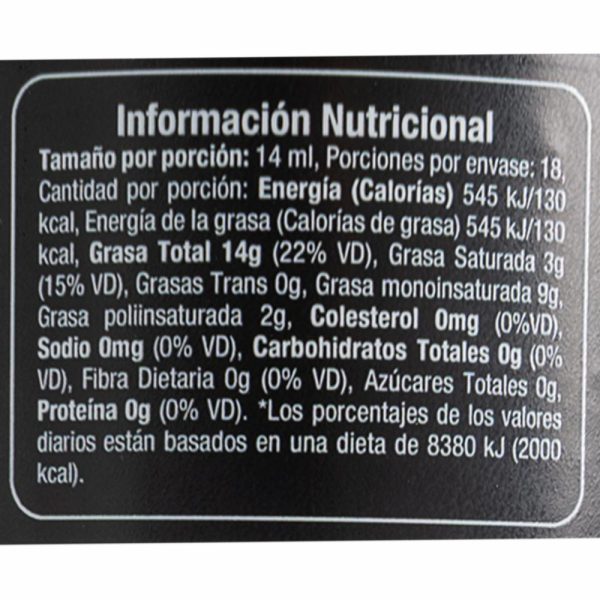 Información Nutricional
Tamaño por porción: 14 ml, Porciones por envase: 18,
Cantidad por porción: Energía (Calorías) 545 kJ/130
kcal, Energía de la grasa (Calorías de grasa) 545 kJ/130
kcal, Grasa Total 14g (22% VD), Grasa Saturada 3g
(15% VD), Grasas Trans 0g, Grasa monoinsaturada 9g,
Grasa poliinsaturada 2g, Colesterol 0mg (0%VD),
Sodio 0mg (0% VD), Carbohidratos Totales 0g (0%
VD), Fibra Dietaria 0g (0% VD), Azúcares Totales 0g,
Proteína 0g (0% VD). *Los porcentajes de los valores
diarios están basados en una dieta de 8380 kJ (2000
kcal).